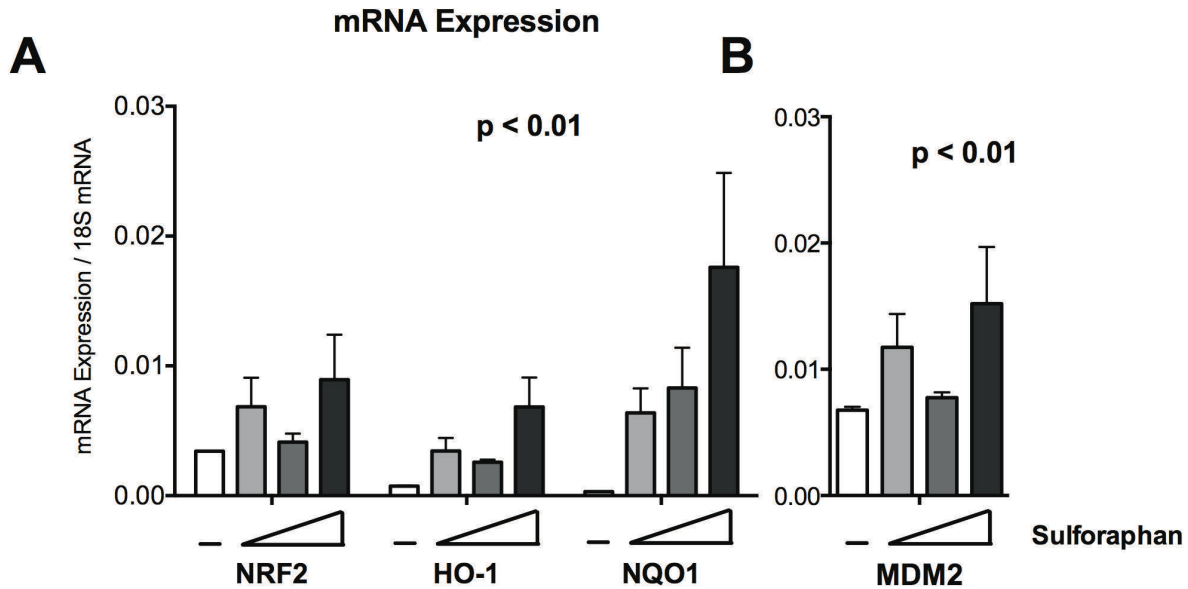 mRNA Expression
A
B
mRNA Expression / 18S mRNA
0.03
0.02
0.01
0.00
p < 0.01
0.03
0.02
0.01
0.00
p < 0.01
– – – –
Sulforaphan
NRF2 HO-1 NQO1 MDM2